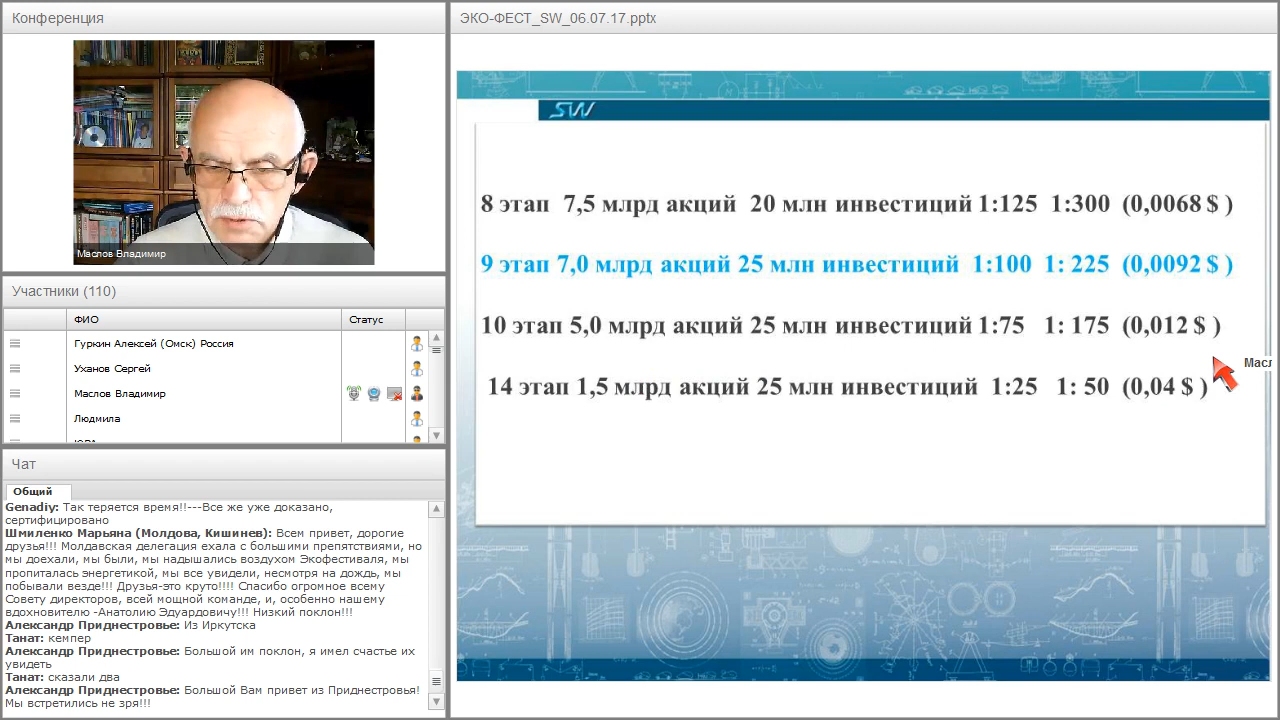 Конференция
Маслов Владимир
Участники (110)
ФИО Статус
Гуркин Алексей (Омск) Россия
Уханов Сергей
Маслов Владимир
Людмила
Чат
Общий
Genadiy: Так теряется время!!---Все же уже доказано,
сертифицировано
Шмиленко Марьяна (Молдова, Кишинев): Всем привет, дорогие
друзья!!! Молдавская делегация ехала с большими препятствиями, но
мы доехали, мы были, мы надышались воздухом Экофестиваля, мы
пропиталась энергетикой, мы все увидели, несмотря на дождь, мы
побывали везде!!! Друзья-это круто!!!! Спасибо огромное всему
Совету директоров, всей мощной команде, и, особенно нашему
вдохновителю -Анатолию Эдуардовичу!!! Низкий поклон!!!
Александр Приднестровье: Из Иркутска
Танат: кемпер
Александр Приднестровье: Большой им поклон, я имел счастье их
увидеть
Танат: сказали два
Александр Приднестровье: Большой Вам привет из Приднестровья!
Мы встретились не зря!!!
ЭКО-ФЕСТ_SW_06.07.17.pptx
SW
8 этап 7,5 млрд акций 20 млн инвестиций 1:125 1:300 (0,0068 $ )
9 этап 7,0 млрд акций 25 млн инвестиций 1:100 1: 225 (0,0092 $ )
10 этап 5,0 млрд акций 25 млн инвестиций 1:75 1: 175 (0,012 $ )
Масл
14 этап 1,5 млрд акций 25 млн инвестиций 1:25 1: 50 (0,04 $ )